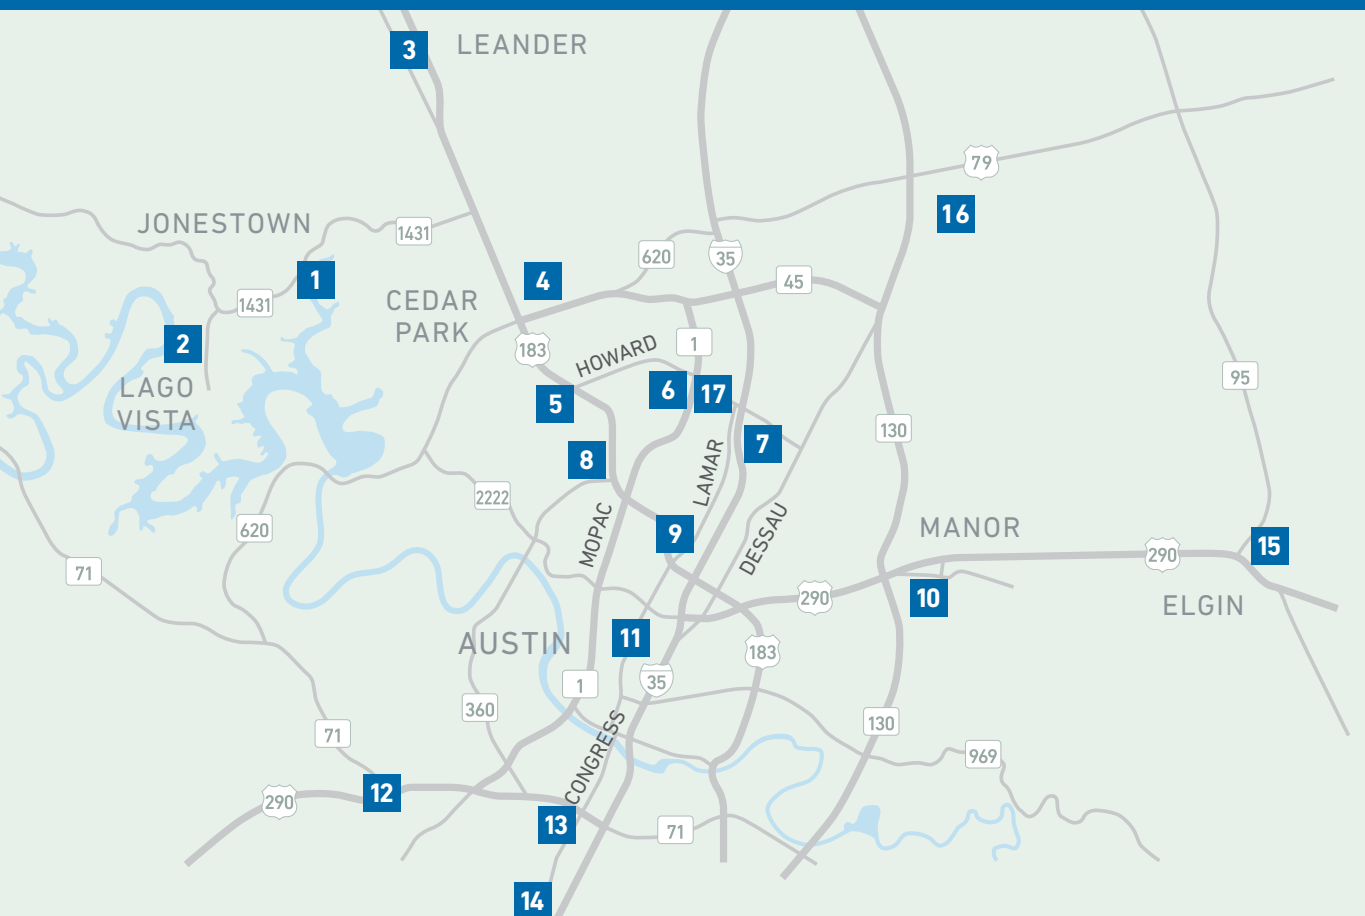 3
LEANDER
79
16
JONESTOWN
1431
620
35
1
4
45
1431
CEDAR
PARK
2
183
HOWARD
1
LAGO
VISTA
5
6
17
95
130
7
8
LAMAR
2222
MOPAC
9
DESSAU
MANOR
620
290
15
71
290
10
ELGIN
AUSTIN
11
183
1
35
360
CONGRESS
130
71
969
12
290
13
71
14